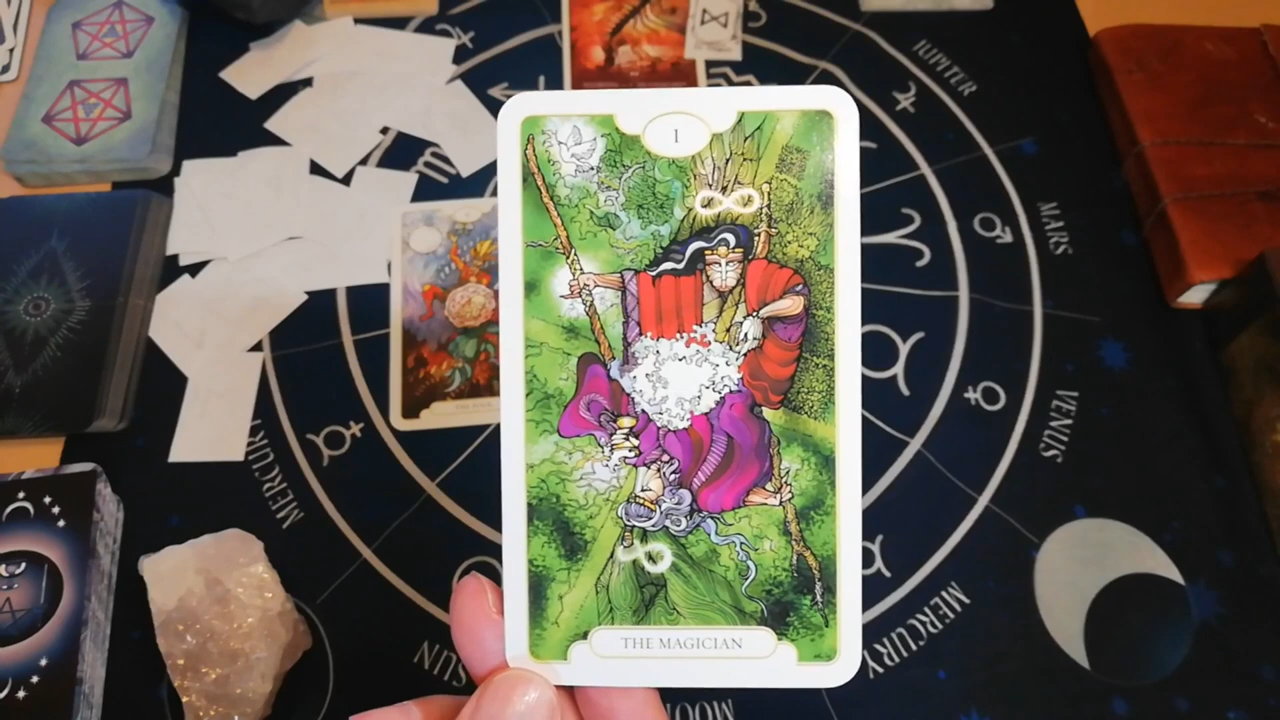 I
THE MAGICIAN
JUPITER
MARS
VENUS
MERCURY
MOON
SUN
MERCURY